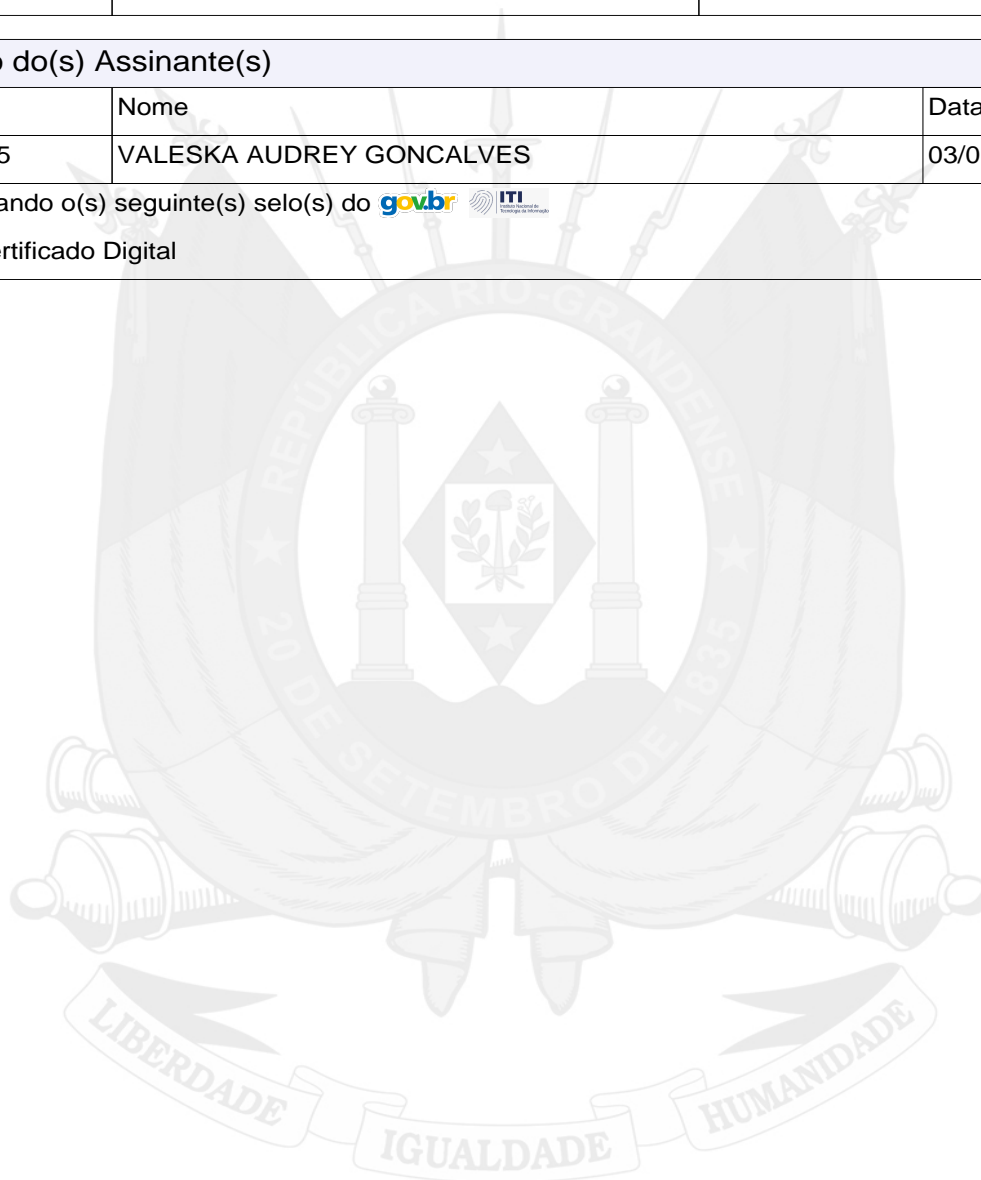 o do(s) Assinante(s)
Nome
Data
5
VALESKA AUDREY GONCALVES
03/0
ando o(s) seguinte(s) selo(s) do gov.br ITI
rtificado Digital
REPÚBLICA RIO-GRANDENSE
20 DE SETEMBRO DE 1835
LIBERDADE
IGUALDADE
HUMANIDADE